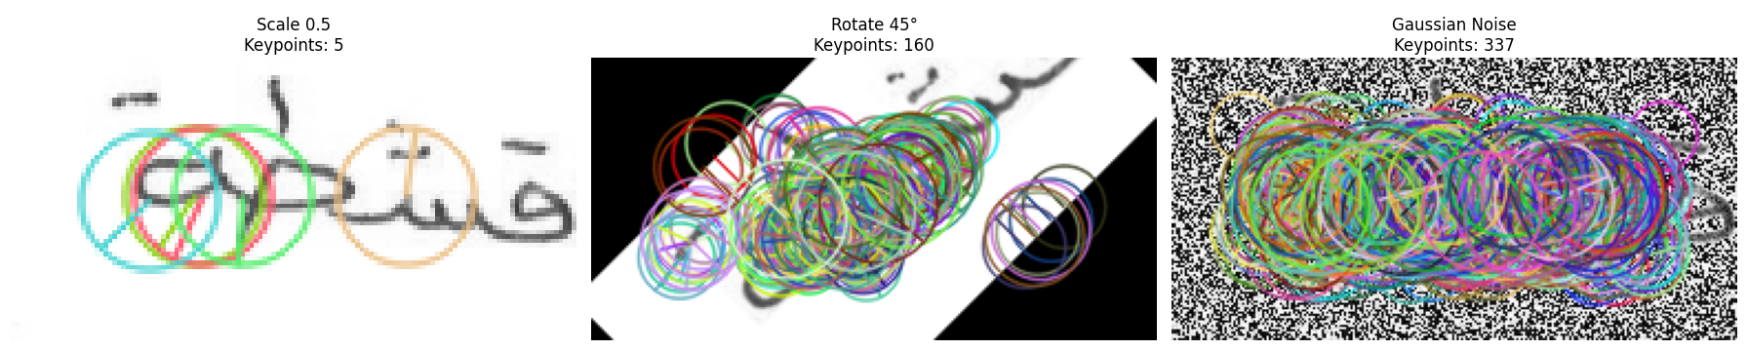 Scale 0.5
Keypoints: 5
Rotate 45°
Keypoints: 160
Gaussian Noise
Keypoints: 337